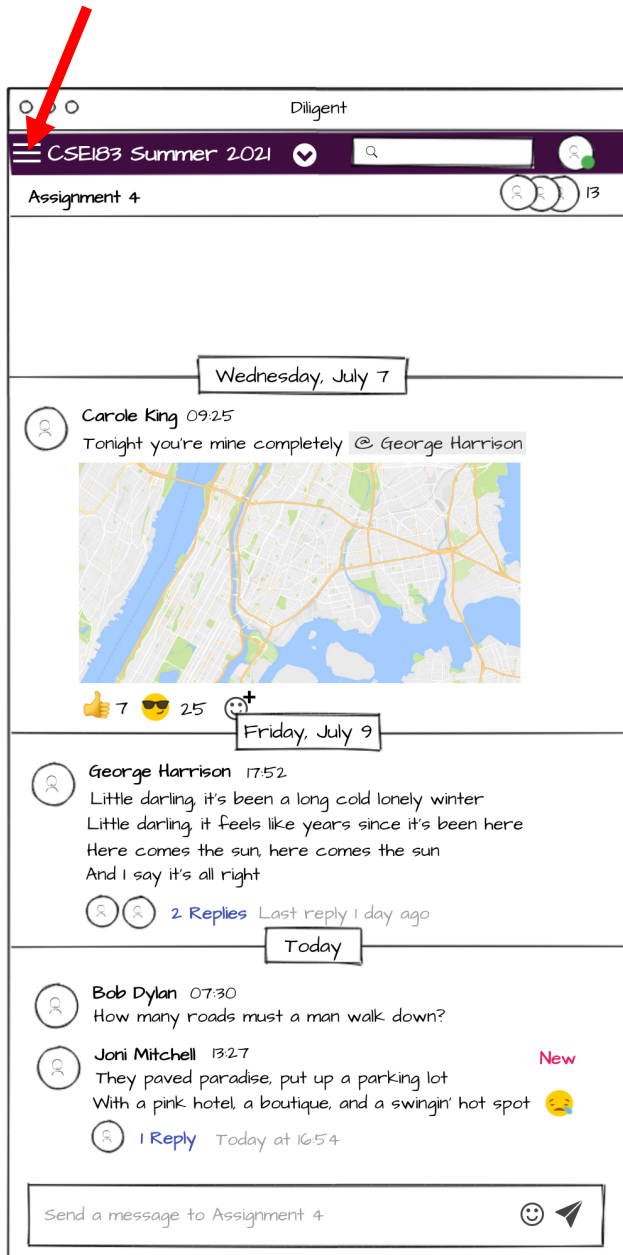 Diligent
CSE183 Summer 2021
Assignment 4
13
Wednesday, July 7
Carole King 09:25
Tonight you're mine completely @ George Harrison
7 25
Friday, July 9
George Harrison 17:52
Little darling, it's been a long cold lonely winter
Little darling, it feels like years since it's been here
Here comes the sun, here comes the sun
And I say it's all right
2 Replies Last reply 1 day ago
Today
Bob Dylan 07:30
How many roads must a man walk down?
Joni Mitchell 13:27
New
They paved paradise, put up a parking lot
With a pink hotel, a boutique, and a swingin' hot spot
1 Reply Today at 16:54
Send a message to Assignment 4